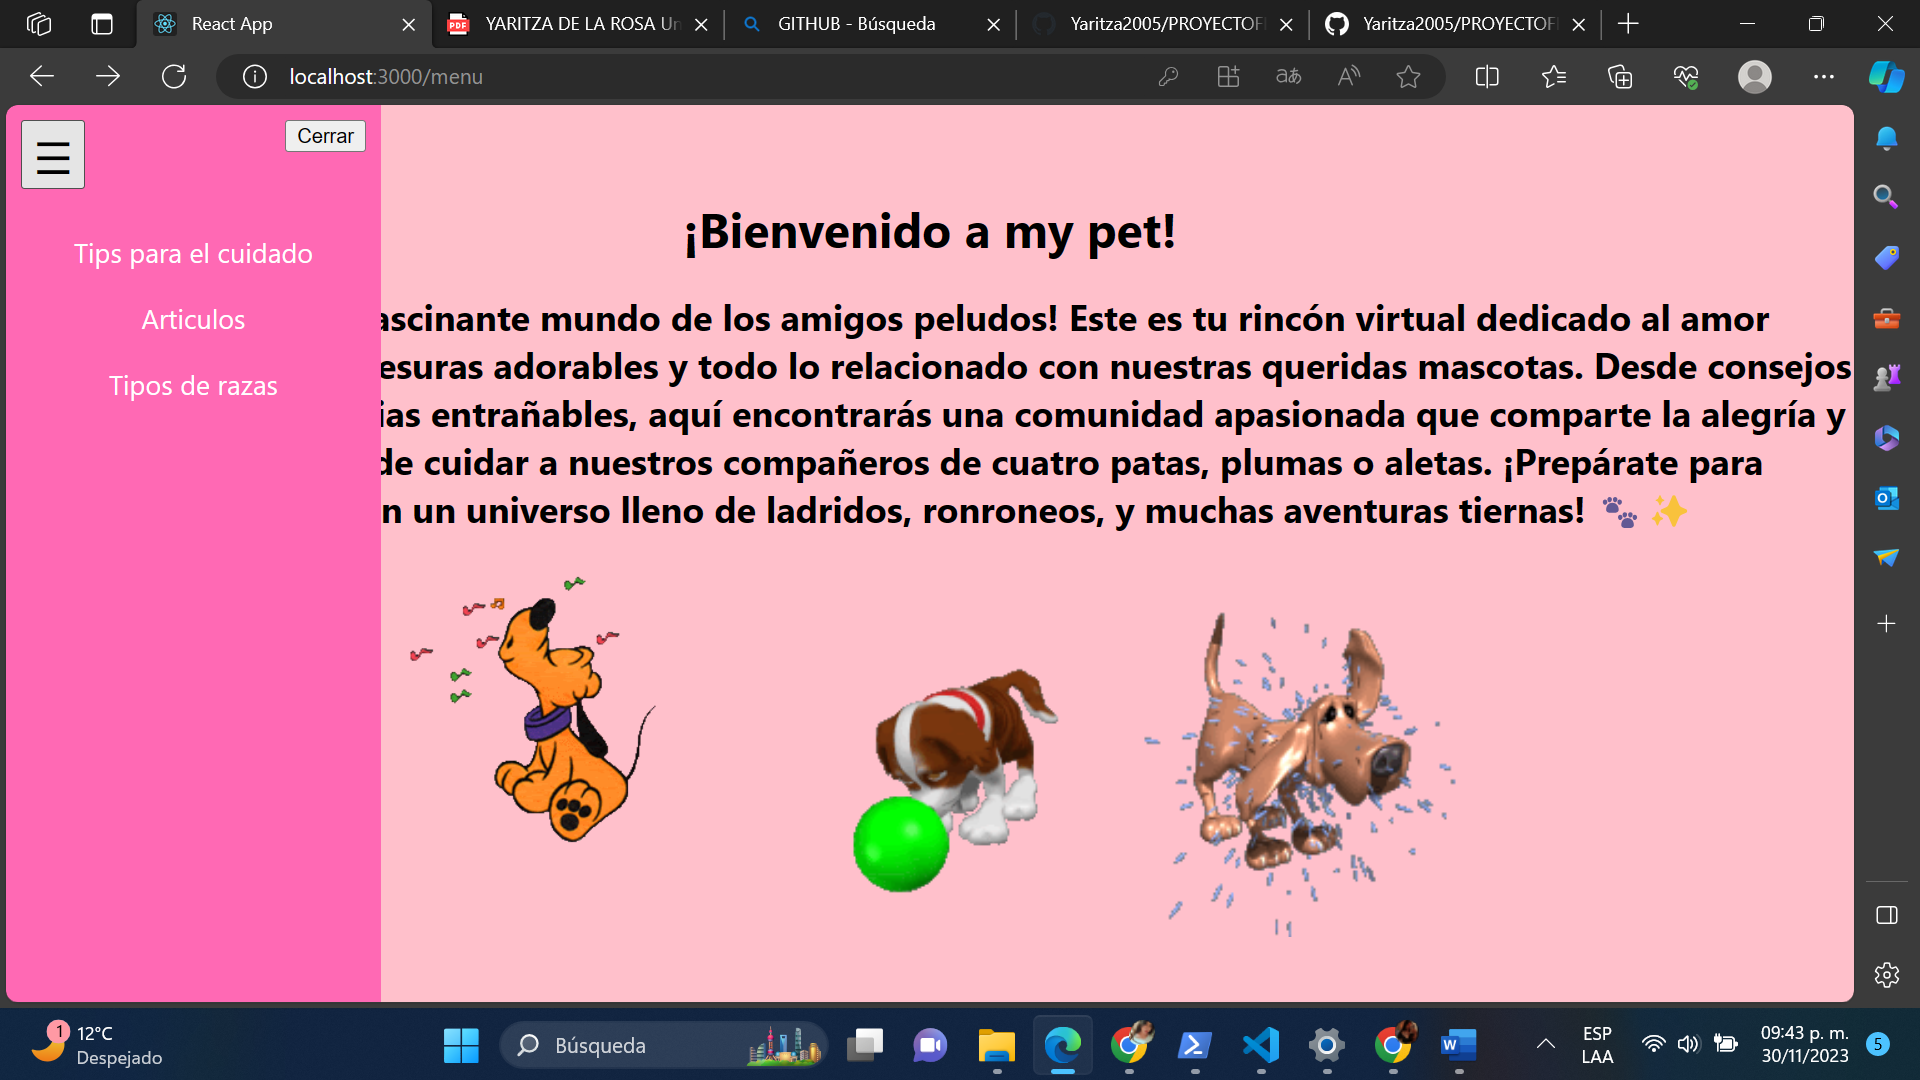 React App
YARITZA DE LA ROSA Un
GITHUB - Búsqueda
Yaritza2005/PROYECTOFI
Yaritza2005/PROYECTOFI
localhost:3000/menu
Cerrar
Tips para el cuidado
Articulos
Tipos de razas
¡Bienvenido a my pet!
ascinante mundo de los amigos peludos! Este es tu rincón virtual dedicado al amor
esuras adorables y todo lo relacionado con nuestras queridas mascotas. Desde consejos
ias entrañables, aquí encontrarás una comunidad apasionada que comparte la alegría y
de cuidar a nuestros compañeros de cuatro patas, plumas o aletas. ¡Prepárate para
n un universo lleno de ladridos, ronroneos, y muchas aventuras tiernas! 🐾 ✨
1
12°C
Despejado
Búsqueda
ESP
LAA
09:43 p. m.
30/11/2023
5